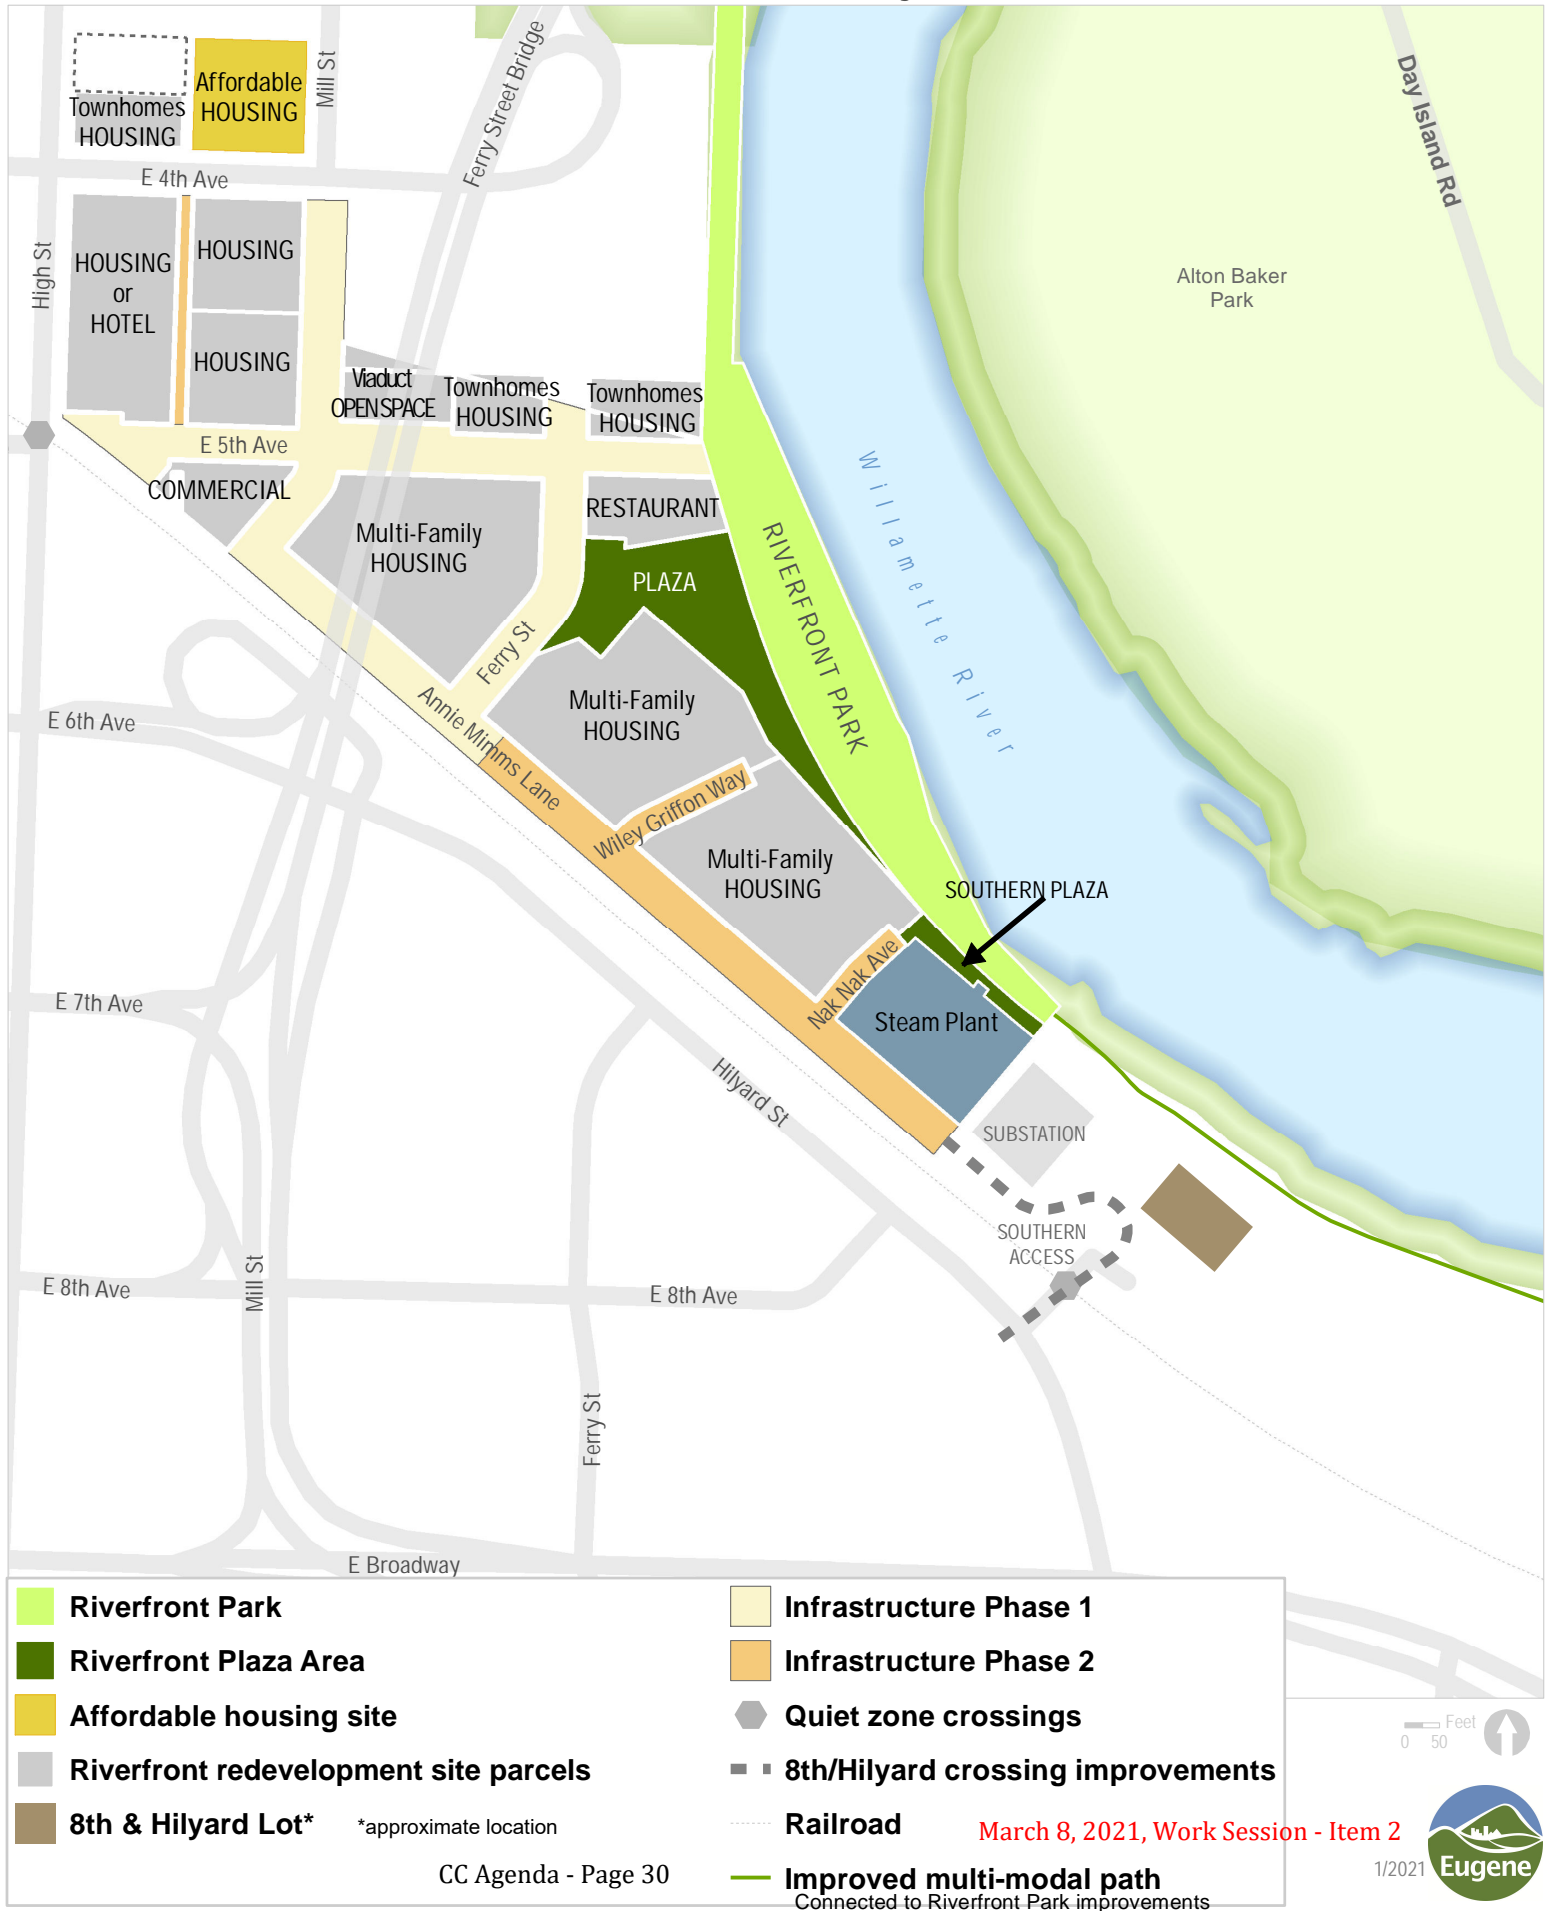 Affordable
HOUSING
Townhomes
HOUSING
Mill St
Ferry Street Bridge
Day Island Rd
E 4th Ave
High St
HOUSING
or
HOTEL
HOUSING
HOUSING
Alton Baker
Park
Viaduct
OPEN SPACE
Townhomes
HOUSING
Townhomes
HOUSING
E 5th Ave
COMMERCIAL
Multi-Family
HOUSING
RESTAURANT
PLAZA
RIVERFRONT PARK
Willamette River
Ferry St
Annie Mimms Lane
E 6th Ave
Multi-Family
HOUSING
Wiley Griffon Way
Multi-Family
HOUSING
SOUTHERN PLAZA
Nak Nak Ave
Steam Plant
E 7th Ave
Hilyard St
SUBSTATION
SOUTHERN
ACCESS
E 8th Ave
Mill St
E 8th Ave
Ferry St
E Broadway
Riverfront Park
Riverfront Plaza Area
Affordable housing site
Riverfront redevelopment site parcels
8th & Hilyard Lot* *approximate location
Infrastructure Phase 1
Infrastructure Phase 2
Quiet zone crossings
8th/Hilyard crossing improvements
Railroad
Improved multi-modal path
Connected to Riverfront Park improvements
CC Agenda - Page 30
March 8, 2021, Work Session - Item 2
Feet
0 50
1/2021
Eugene